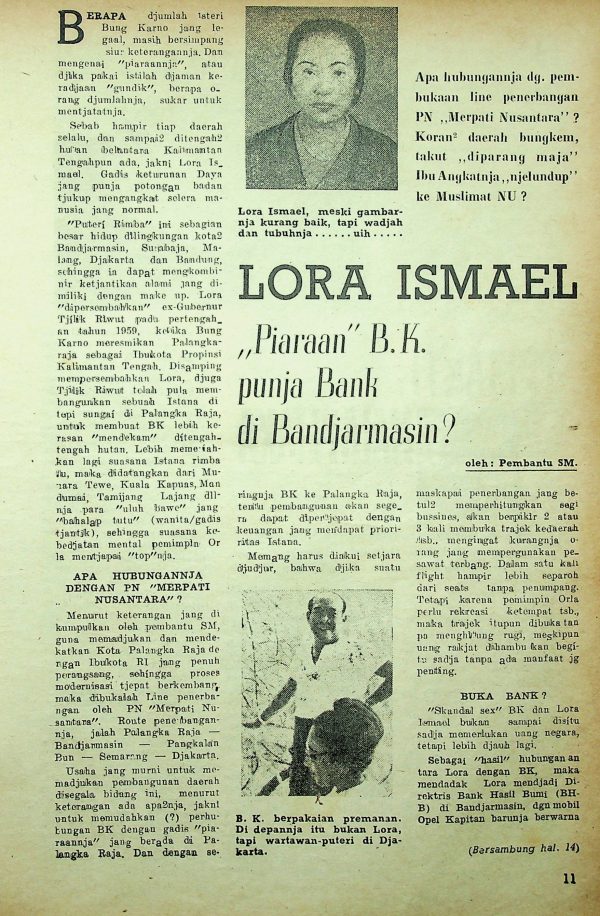 BERAPA djumlah isteri
Bung Karno jang le-
gaal, masih bersimpang
siur keterangannja. Dan
mengenai "piaraannja", atau
djika pakai istilah djaman ke-
radjaan "gundik", berapa o-
rang djumlahnja, sukar untuk
mentjatatnja.
Sebab hampir tiap daerah
selalu, dan sampai2 ditengah2
hutan belantara Kalimantan
Tengahpun ada, jakni Lora Is-
mael. Gadis keturunan Daya
jang punja potongan badan
tjukup mengangkat selera ma-
nusia jang normal.
"Puteri Rimba" ini sebagian
besar hidup dilingkungan kota2
Bandjarmasin, Surabaja, Ma-
lang, Djakarta dan Bandung,
sehingga ia dapat mengkombi-
nir ketjantikan alami jang di-
miliki dengan make up. Lora
"dipersembahkan" ex-Gubernur
Tjilik Riwut pada pertengah-
an tahun 1959, ketika Bung
Karno meresmikan Palangka-
raja sebagai Ibukota Propinsi
Kalimantan Tengah. Disamping
mempersembahkan Lora, djuga
Tjilik Riwut telah pula mem-
bangunkan sebuah Istana di
tepi sungai di Palangka Raja,
untuk membuat BK lebih ke-
rasan "mendekam" ditengah-
tengah hutan. Lebih memeriah-
kan lagi suasana Istana rimba
itu, maka didatangkan dari Mu-
nara Tewe, Kuala Kapuas, Man
dumai, Tamijang Lajang dll-
nja para "uluh bawe" jang
"bahalap tutu" (wanita/gadis
tjantik), sehingga suasana ke-
bedjatan mental pemimpin Or
la mentjapai "top"nja.
APA HUBUNGANNJA
DENGAN PN "MERPATI
NUSANTARA" ?
Menurut keterangan jang di
kumpulkan oleh pembantu SM,
guna memadjukan dan mende-
katkan Kota Palangka Raja de
ngan Ibukota RI jang penuh
perangsang, sehingga proses
modernisasi tjepat berkembang,
maka dibukalah Line penerba-
ngan oleh PN "Merpati Nu-
santara". Route penerbangan-
nja, jalah Palangka Raja —
Bandjarmasin — Pangkalan
Bun — Semarang — Djakarta.
Usaha jang murni untuk me-
madjukan pembangunan daerah
disegala bidang ini, menurut
keterangan ada apa2nja, jakni
untuk memudahkan (?) perhu-
bungan BK dengan gadis "pia-
raannja" jang berada di Pa-
langka Raja. Dan dengan se-
Lora Ismael, meski gambar-
nja kurang baik, tapi wadjah
dan tubuhnja ...... uih .....
Apa hubungannja dg. pem-
bukaan line penerbangan
PN „Merpati Nusantara" ?
Koran2 daerah bungkem,
takut „diparang maja"
Ibu Angkatnja „njelundup"
ke Muslimat NU ?
LORA ISMAEL
„Piaraan" B.K.
punja Bank
di Bandjarmasin?
oleh: Pembantu SM.
ringnja BK ke Palangka Raja,
tentu pembangunan akan sege-
ra dapat dipertjepat dengan
keuangan jang mendapat priori-
ritas Istana.
Memang harus diakui setjara
djudjur, bahwa djika suatu
B. K. berpakaian premanan.
Di depannja itu bukan Lora,
tapi wartawan-puteri di Dja-
karta.
maskapai penerbangan jang be-
tul2 memperhitungkan segi
bussines, akan berpikir 2 atau
3 kali membuka trajek kedaerah
tsb., mengingat kurangnja o-
rang jang mempergunakan pe-
sawat terbang. Dalam satu kali
flight hampir lebih separoh
dari seats tanpa penumpang.
Tetapi karena pemimpin Orla
perlu rekreasi ketempat tsb.,
maka trajek itupun dibuka tan
pa menghitung rugi, meskipun
uang rakjat dihamburkan begi-
tu sadja tanpa ada manfaat jg
penting.
BUKA BANK ?
"Skandal sex" BK dan Lora
Ismael bukan sampai disitu
sadja memerlukan uang negara,
tetapi lebih djauh lagi.
Sebagai "hasil" hubungan an
tara Lora dengan BK, maka
mendadak Lora mendjadi Di-
rektris Bank Hasil Bumi (BH-
B) di Bandjarmasin, dgn mobil
Opel Kapitan barunja berwarna
(Bersambung hal. 14)
11